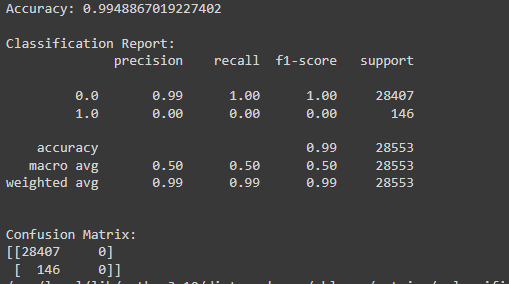 Accuracy: 0.9948867019227402
Classification Report:
precision recall f1-score support
0.0 0.99 1.00 1.00 28407
1.0 0.00 0.00 0.00 146
accuracy 0.99 28553
macro avg 0.50 0.50 0.50 28553
weighted avg 0.99 0.99 0.99 28553
Confusion Matrix:
[[28407 0]
[ 146 0]]